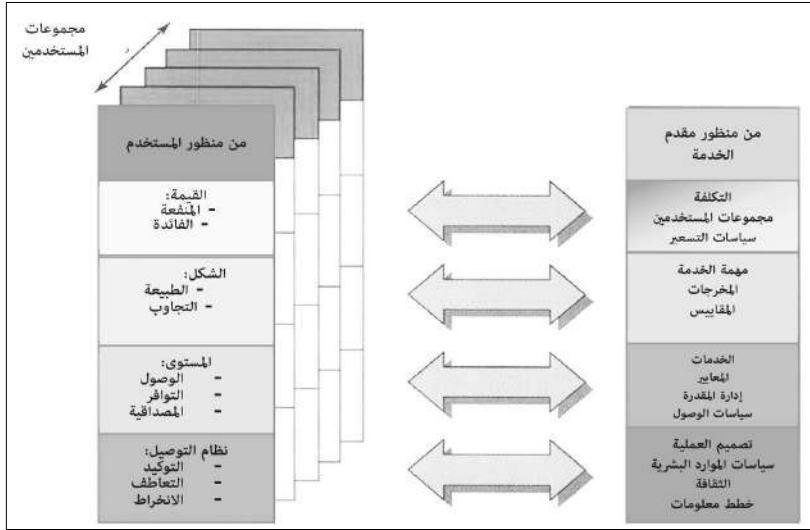 مجموعات
المستخدمين
من منظور المستخدم
القيمة:
- المنفعة
- الفائدة
الشكل:
- الطبيعة
- التجاوب
المستوى:
- الوصول
- التوافر
- المصداقية
نظام التوصيل:
- التوكيد
- التعاطف
- الانخراط
من منظور مقدم
الخدمة
التكلفة
مجموعات المستخدمين
سياسات التسعير
مهمة الخدمة
المخرجات
المقاييس
الخدمات
المعايير
إدارة المقدرة
سياسات الوصول
تصميم العملية
سياسات الموارد البشرية
الثقافة
خطط معلومات